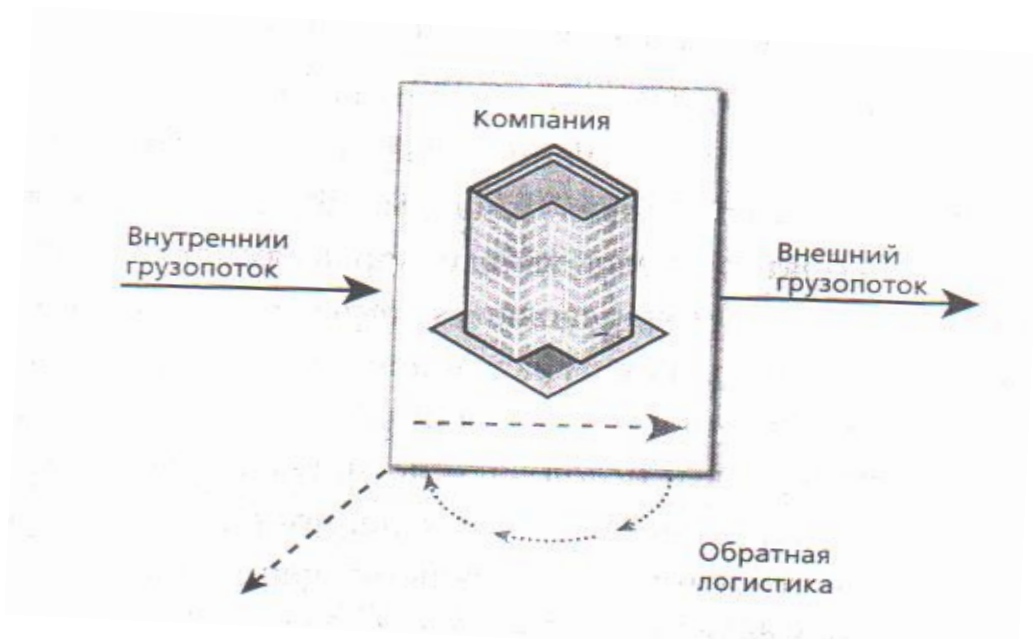 Компания
Внутреннии
грузопоток
Внешний
грузопоток
Обратная
логистика